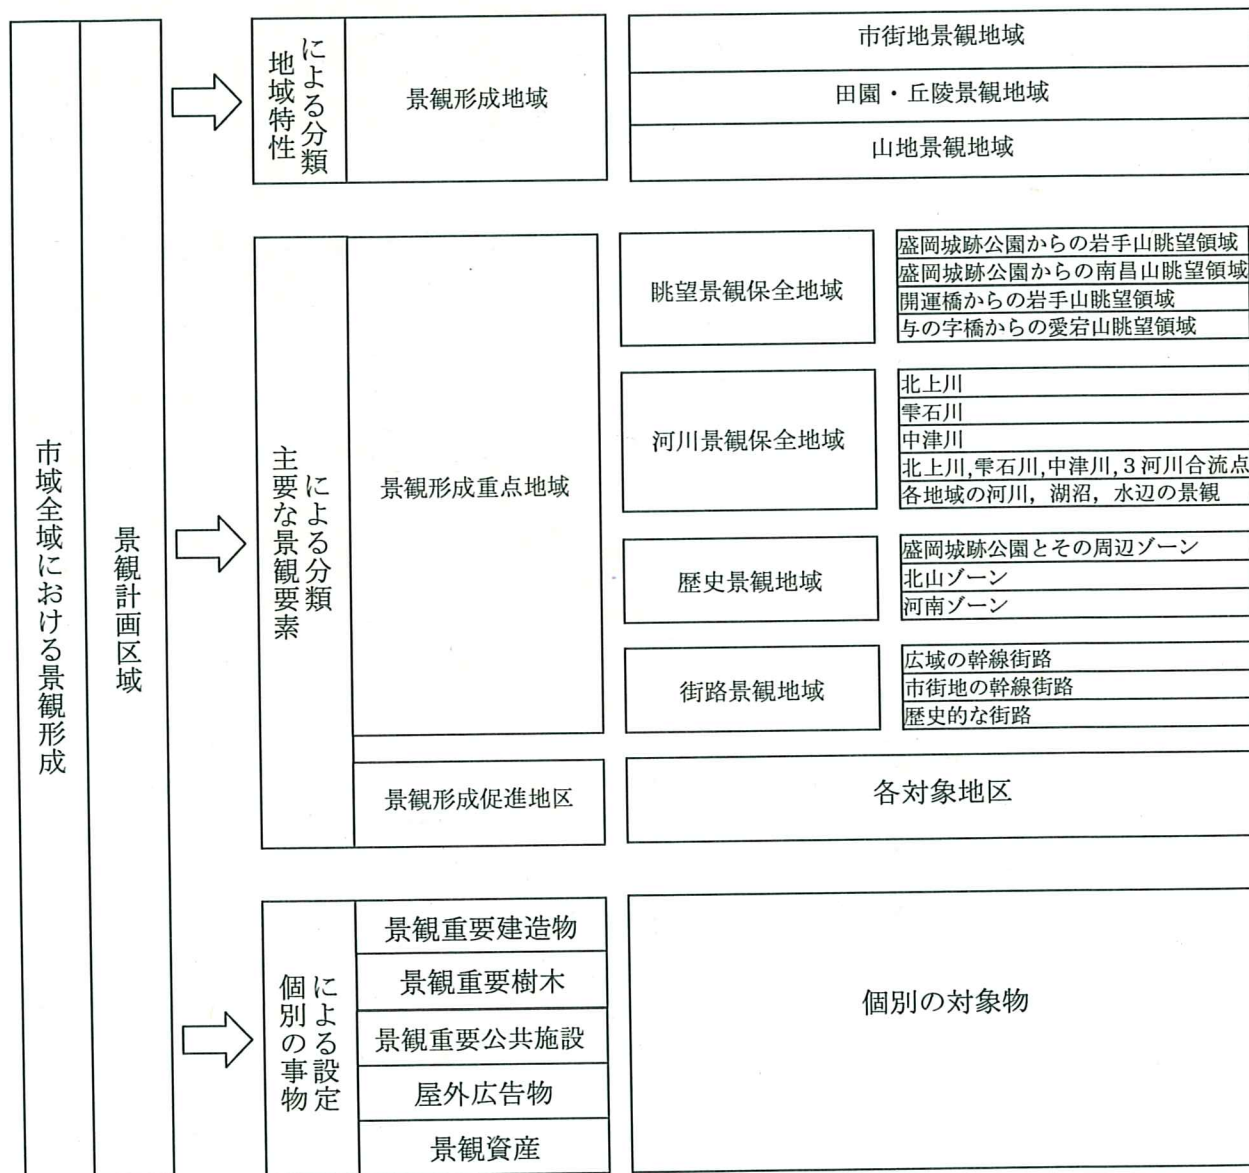 市域全域における景観形成
景観計画区域
地域特性
による分類
景観形成地域
市街地景観地域
田園・丘陵景観地域
山地景観地域
主要な景観要素
による分類
景観形成重点地域
眺望景観保全地域
盛岡城跡公園からの岩手山眺望領域
盛岡城跡公園からの南昌山眺望領域
開運橋からの岩手山眺望領域
与の字橋からの愛宕山眺望領域
河川景観保全地域
北上川
雫石川
中津川
北上川,雫石川,中津川,3河川合流点
各地域の河川，湖沼，水辺の景観
歴史景観地域
盛岡城跡公園とその周辺ゾーン
北山ゾーン
河南ゾーン
街路景観地域
広域の幹線街路
市街地の幹線街路
歴史的な街路
景観形成促進地区
各対象地区
個別の事物
による設定
景観重要建造物
景観重要樹木
景観重要公共施設
屋外広告物
景観資産
個別の対象物